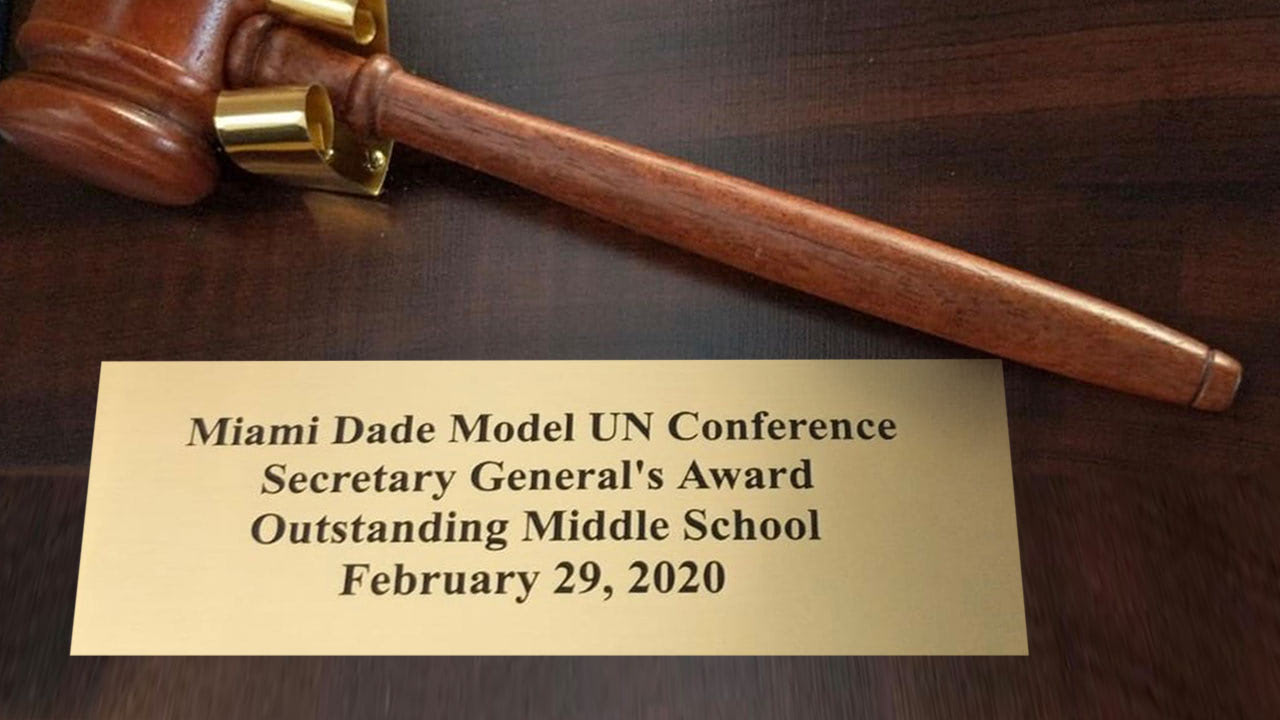 Miami Dade Model UN Conference
Secretary General's Award
Outstanding Middle School
February 29, 2020